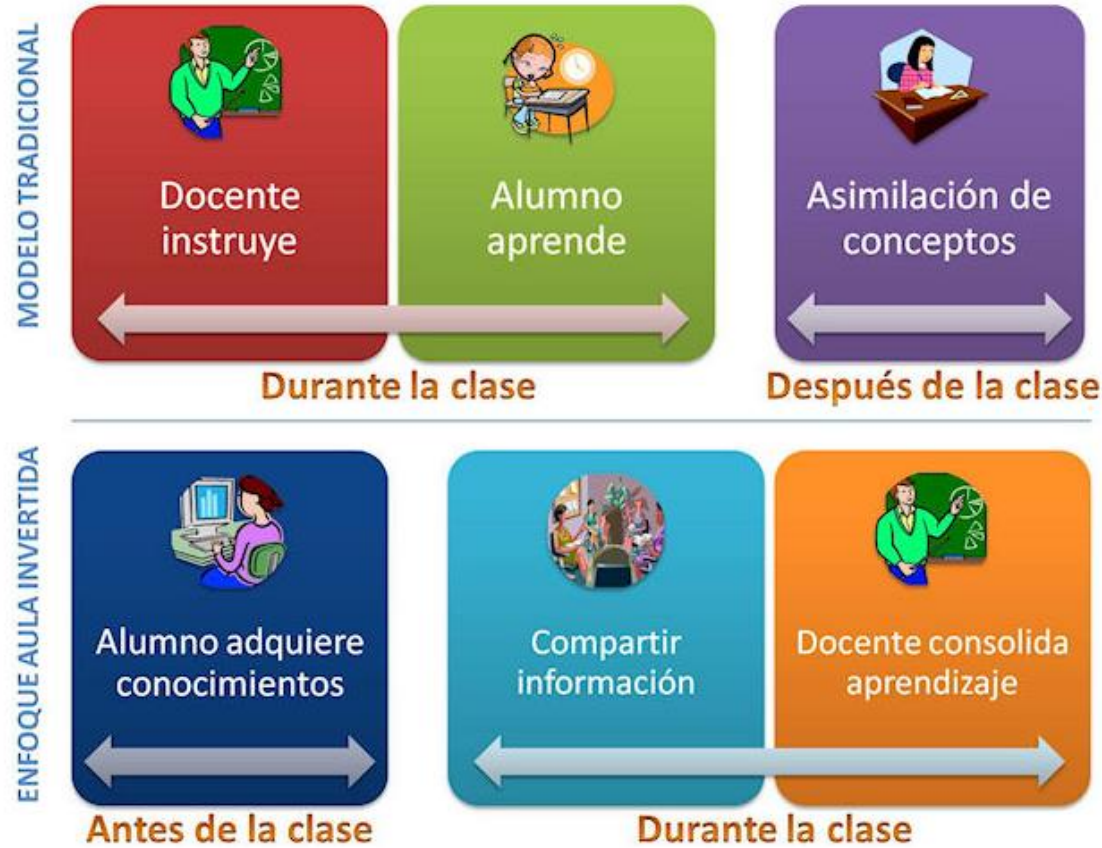 MODELO TRADICIONAL
Docente
instruye
Alumno
aprende
Asimilación de
conceptos
Durante la clase
Después de la clase
ENFOQUE AULA INVERTIDA
Alumno adquiere
conocimientos
Compartir
información
Docente consolida
aprendizaje
Antes de la clase
Durante la clase